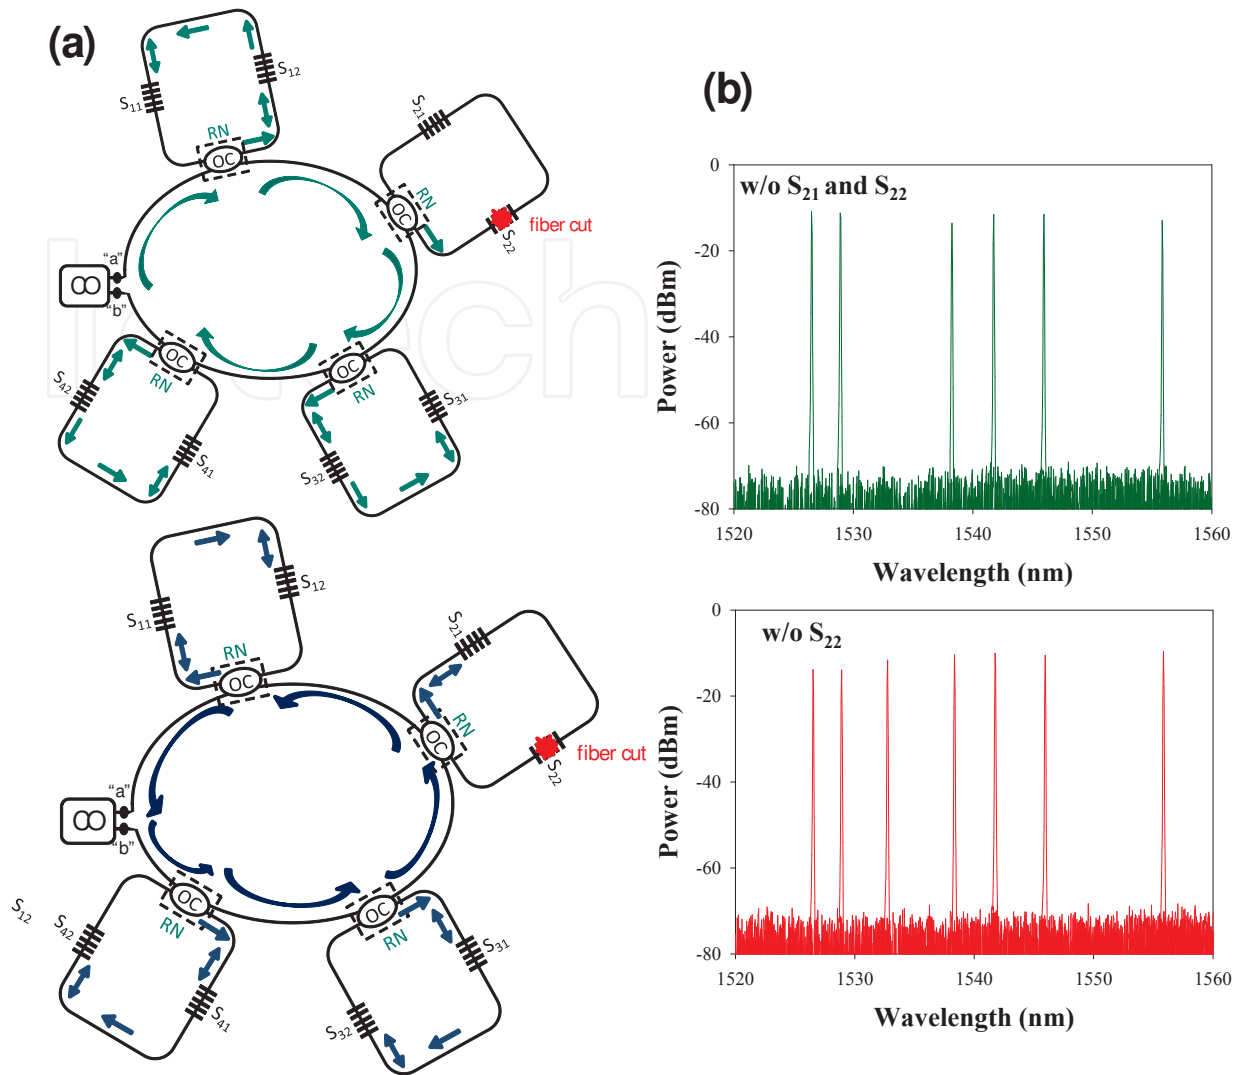 (a)
S12
S11
RN
OC
S21
RN
OC
S22
fiber cut
"a"
"b"
OC
RN
S42
S41
OC
RN
S31
S32
(b)
w/o S21 and S22
Power (dBm)
0
-20
-40
-60
-80
1520 1530 1540 1550 1560
Wavelength (nm)
S12
S11
RN
OC
S21
RN
OC
S22
fiber cut
"a"
"b"
OC
RN
S12
S42
S41
OC
RN
S31
S32
w/o S22
Power (dBm)
0
-20
-40
-60
-80
1520 1530 1540 1550 1560
Wavelength (nm)